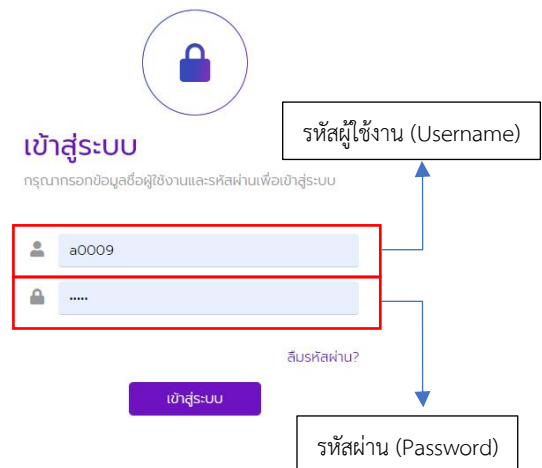 รหัสผู้ใช้งาน (Username)
เข้าสู่ระบบ
กรุณากรอกข้อมูลชื่อผู้ใช้งานและรหัสผ่านเพื่อเข้าสู่ระบบ
a0009
•••••
ลืมรหัสผ่าน?
เข้าสู่ระบบ
รหัสผ่าน (Password)